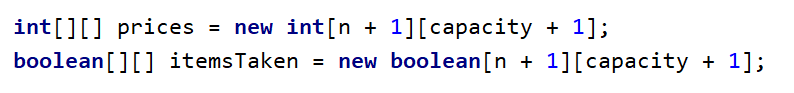 int[][] prices = new int[n + 1][capacity + 1];
boolean[][] itemsTaken = new boolean[n + 1][capacity + 1];